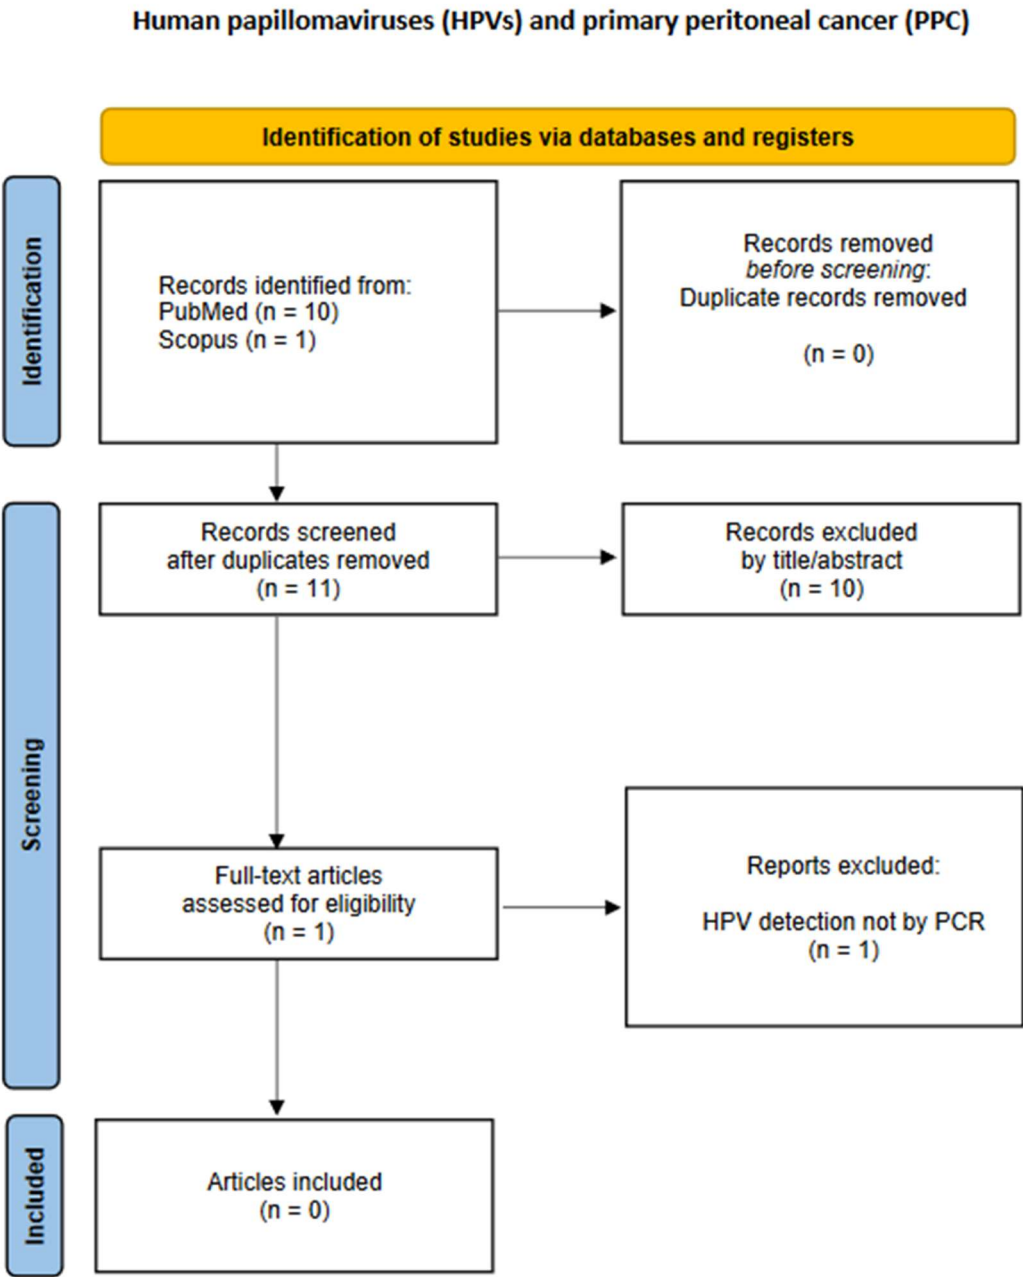 Human papillomaviruses (HPVs) and primary peritoneal cancer (PPC)
Identification of studies via databases and registers
Identification
Records identified from:
PubMed (n = 10)
Scopus (n = 1)
Records removed
before screening:
Duplicate records removed
(n = 0)
Screening
Records screened
after duplicates removed
(n = 11)
Records excluded
by title/abstract
(n = 10)
Full-text articles
assessed for eligibility
(n = 1)
Reports excluded:
HPV detection not by PCR
(n = 1)
Included
Articles included
(n = 0)